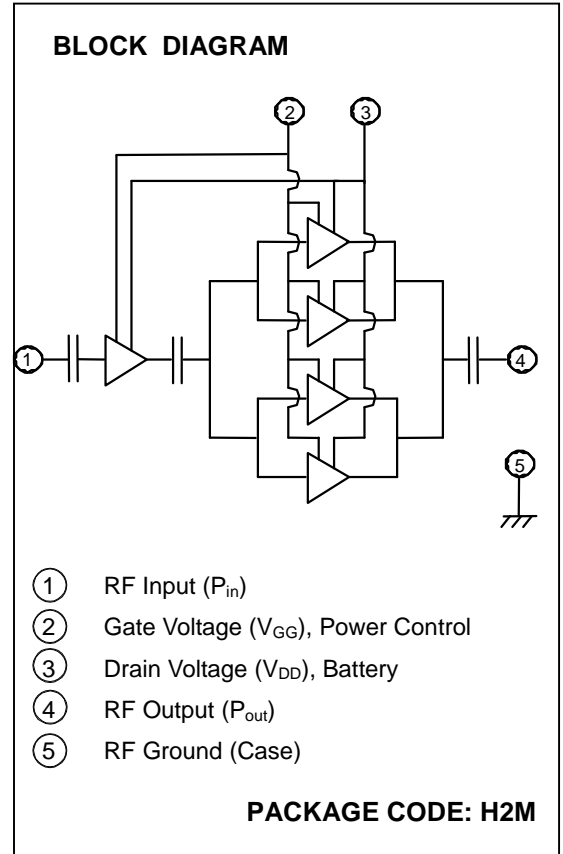 BLOCK DIAGRAM
2 3
1
4
5
1 RF Input (Pin)
2 Gate Voltage (VGG), Power Control
3 Drain Voltage (VDD), Battery
4 RF Output (Pout)
5 RF Ground (Case)
PACKAGE CODE: H2M